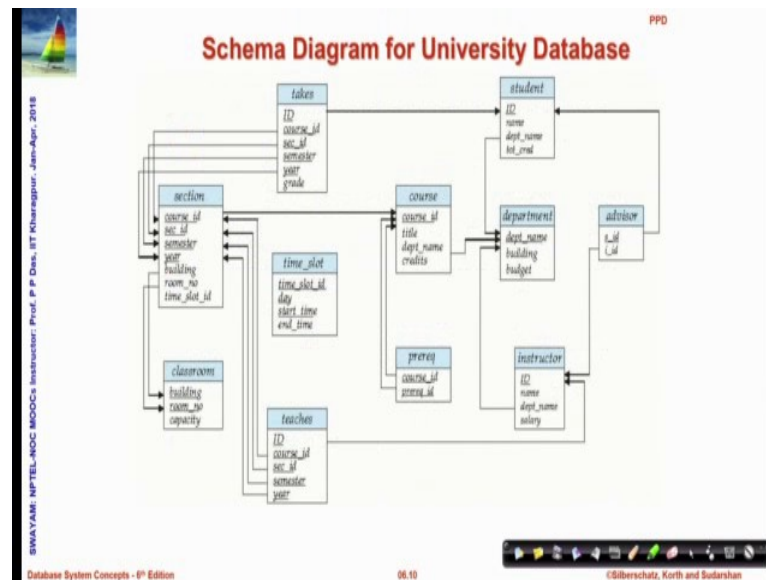 PPD
Schema Diagram for University Database
SWAYAM: NPTEL-NOC MOOCs Instructor: Prof. P P Das, IIT Kharagpur. Jan-Apr, 2018
takes
ID
course_id
sec_id
semester
year
grade
student
ID
name
dept_name
tot_cred
section
course_id
sec_id
semester
year
building
room_no
time_slot_id
course
course_id
title
dept_name
credits
department
dept_name
building
budget
advisor
s_id
i_id
time_slot
time_slot_id
day
start_time
end_time
prereq
course_id
prereq_id
instructor
ID
name
dept_name
salary
classroom
building
room_no
capacity
teaches
ID
course_id
sec_id
semester
year
Database System Concepts - 6th Edition
06.10
©Silberschatz, Korth and Sudarshan